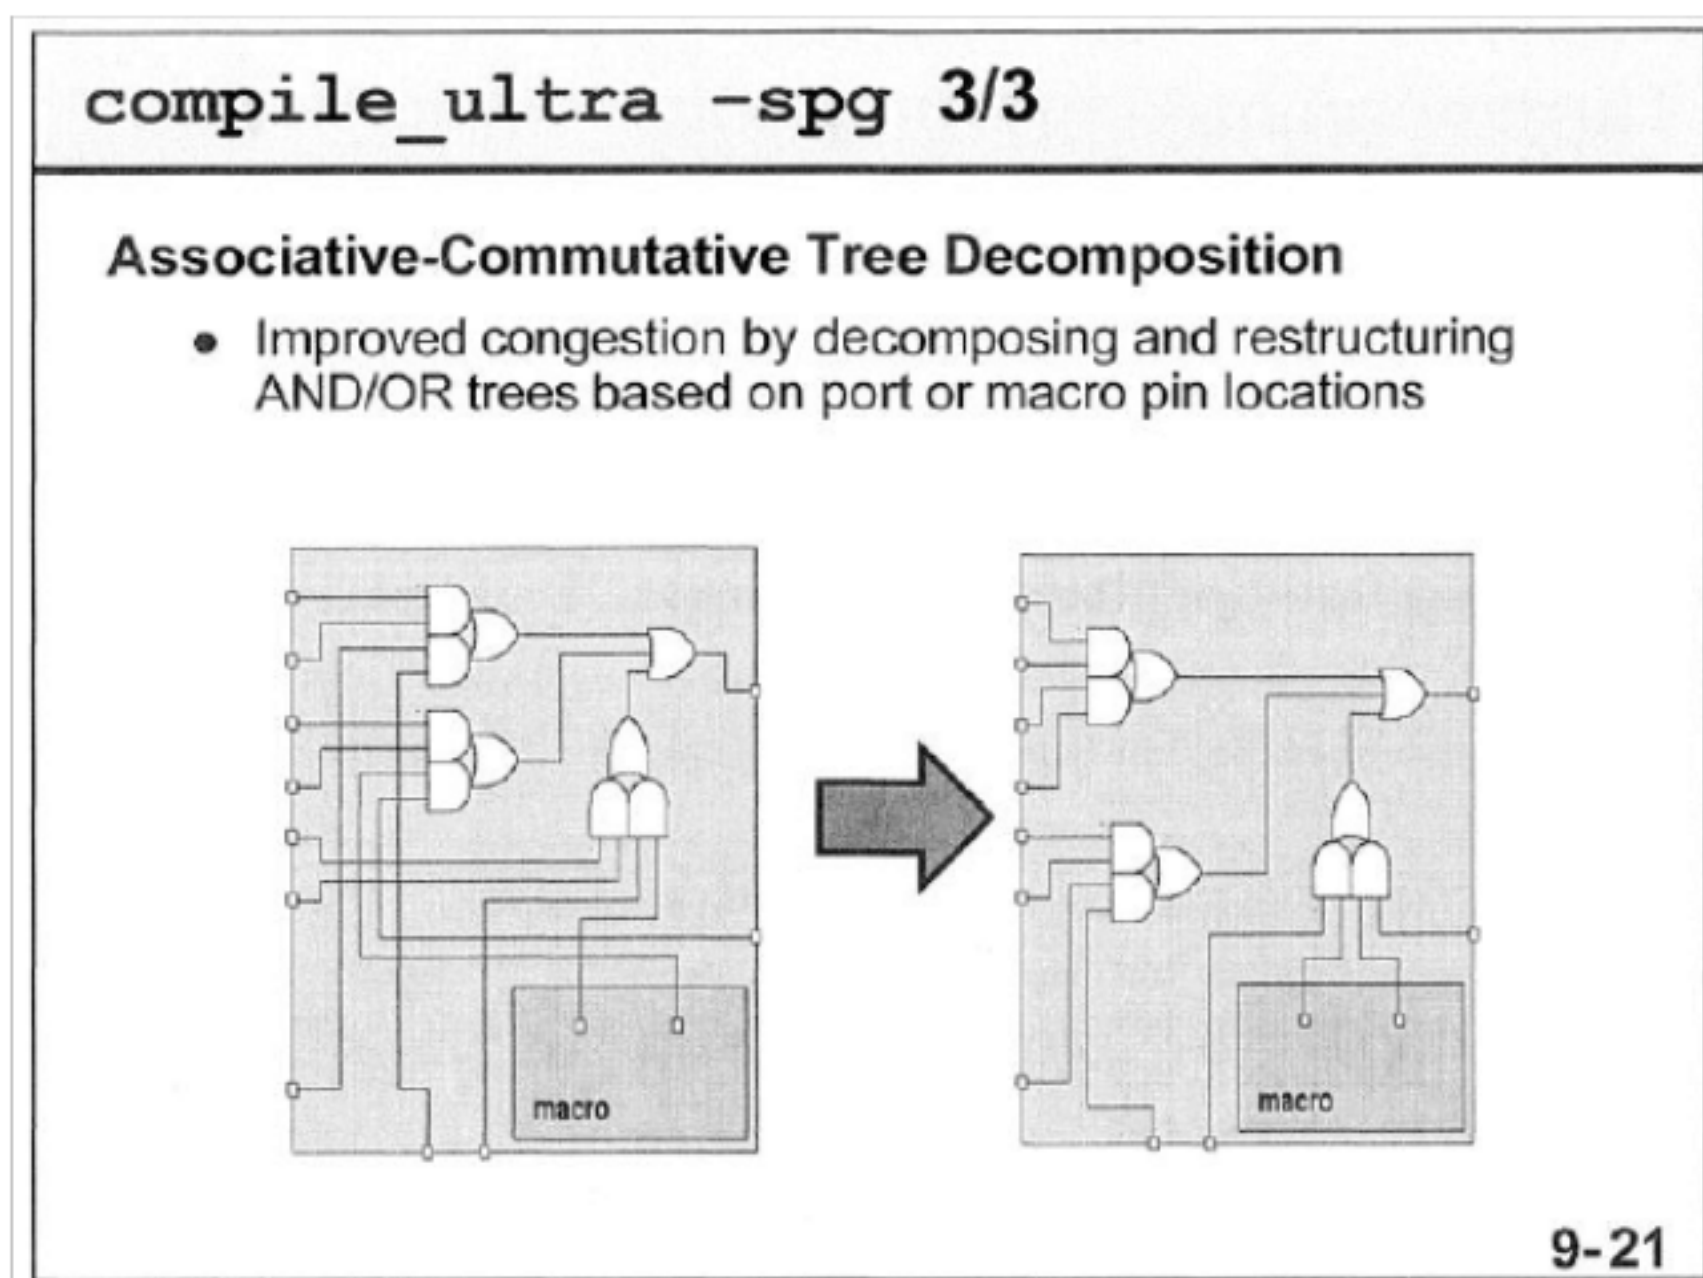 compile_ultra -spg 3/3
Associative-Commutative Tree Decomposition
● Improved congestion by decomposing and restructuring
AND/OR trees based on port or macro pin locations
macro
macro
9-21